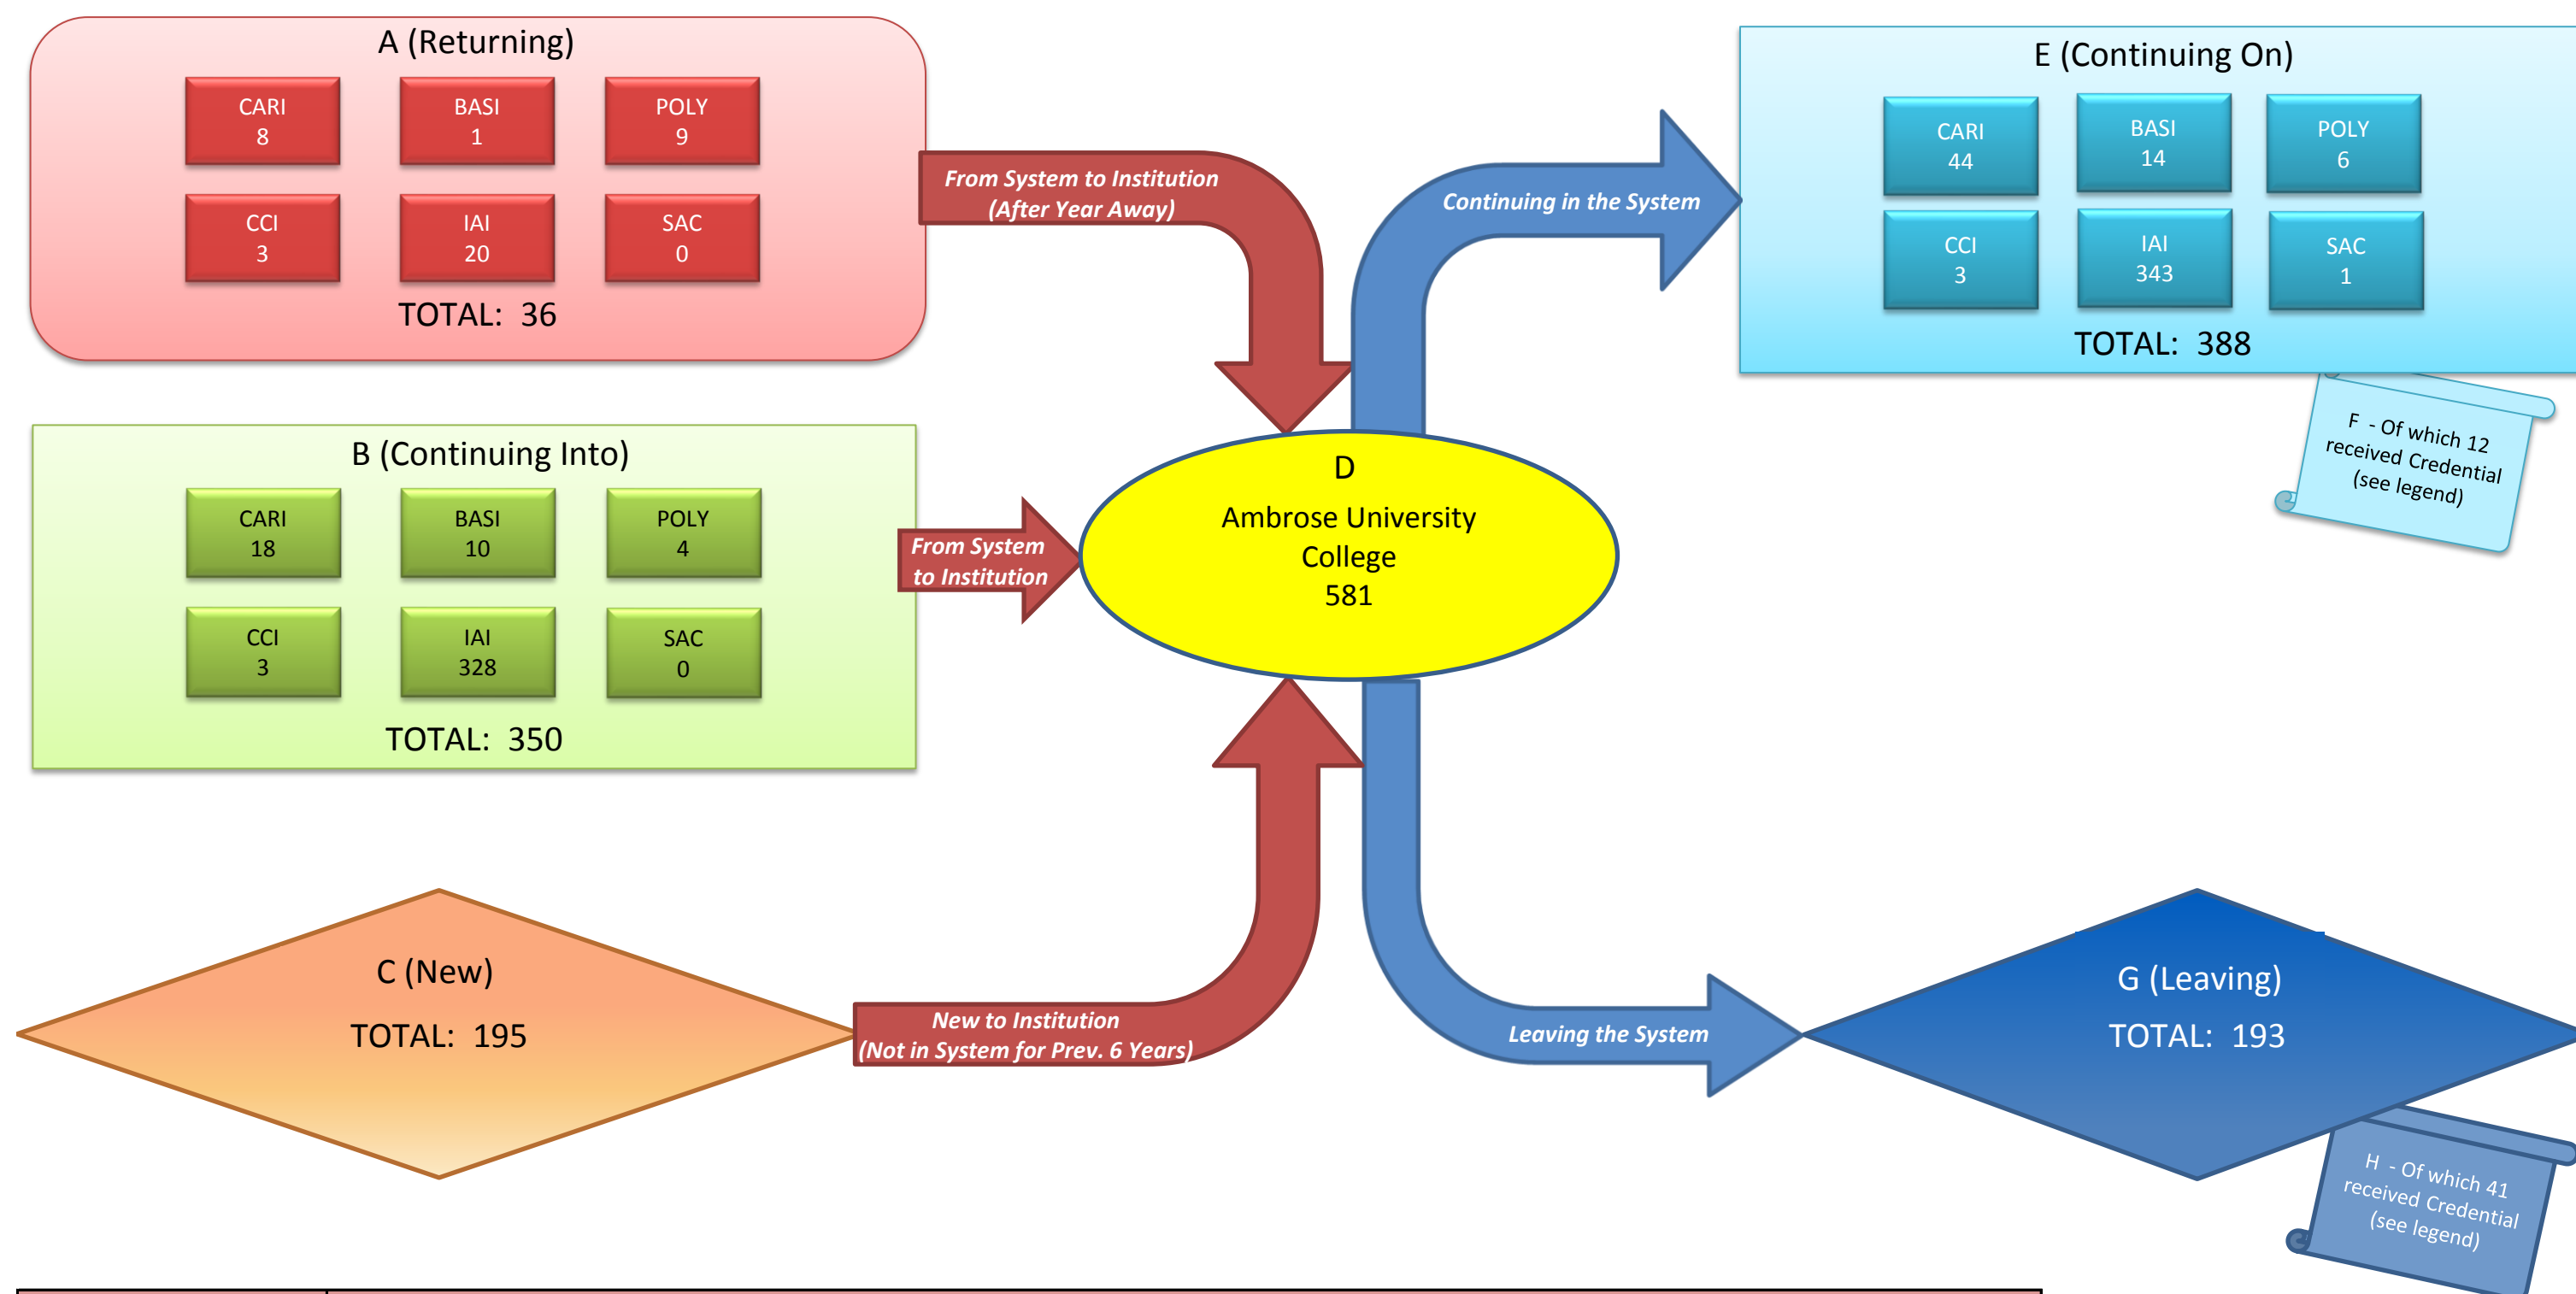 A (Returning)
CARI
8
BASI
1
POLY
9
CCI
3
IAI
20
SAC
0
TOTAL: 36
From System to Institution
(After Year Away)
Continuing in the System
E (Continuing On)
CARI
44
BASI
14
POLY
6
CCI
3
IAI
343
SAC
1
TOTAL: 388
F - Of which 12
received Credential
(see legend)
B (Continuing Into)
CARI
18
BASI
10
POLY
4
CCI
3
IAI
328
SAC
0
TOTAL: 350
From System
to Institution
D
Ambrose University
College
581
C (New)
TOTAL: 195
New to Institution
(Not in System for Prev. 6 Years)
Leaving the System
G (Leaving)
TOTAL: 193
H - Of which 41
received Credential
(see legend)